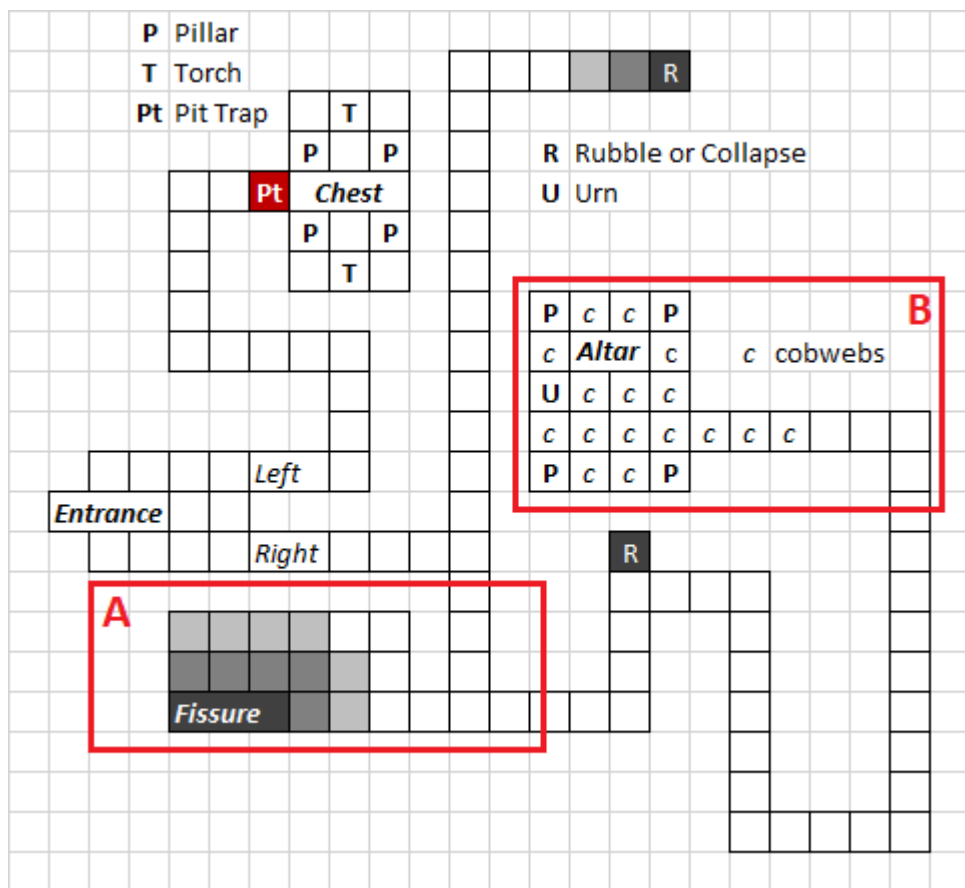 P Pillar
T Torch R
Pt Pit Trap T
P P R Rubble or Collapse
Pt Chest U Urn
P P
T
P c c P B
c Altar c c cobwebs
U c c c
c c c c c c c
Left P c c P
Entrance
Right R
A
Fissure